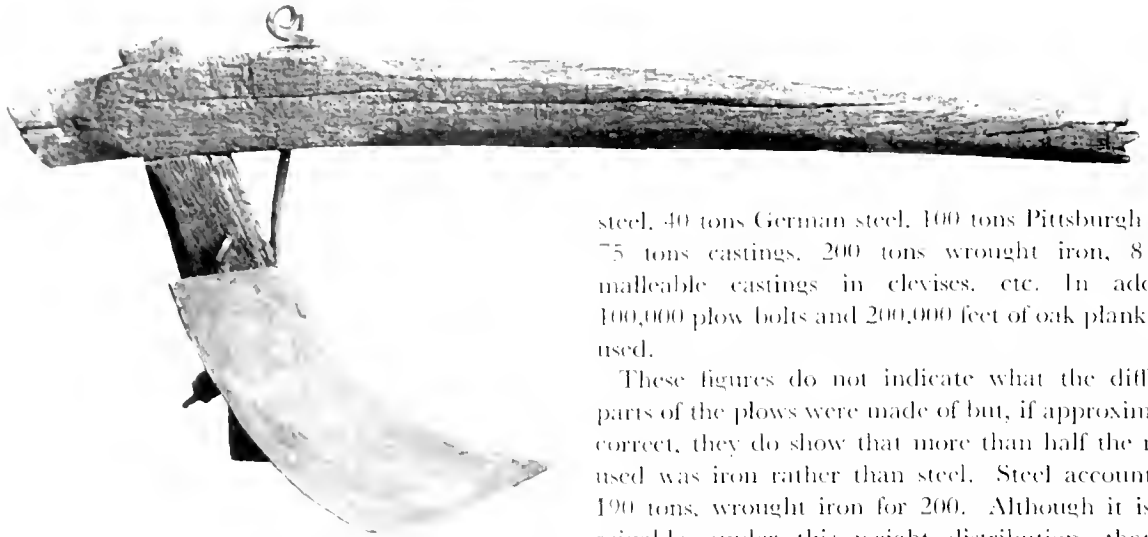 steel, 40 tons German steel, 100 tons Pittsburgh
75 tons castings, 200 tons wrought iron, 8
malleable castings in clevises, etc. In add
100,000 plow bolts and 200,000 feet of oak plank
used.
These figures do not indicate what the diff
parts of the plows were made of but, if approxim
correct, they do show that more than half the
used was iron rather than steel. Steel account
190 tons, wrought iron for 200. Although it is
under this weight distribution,